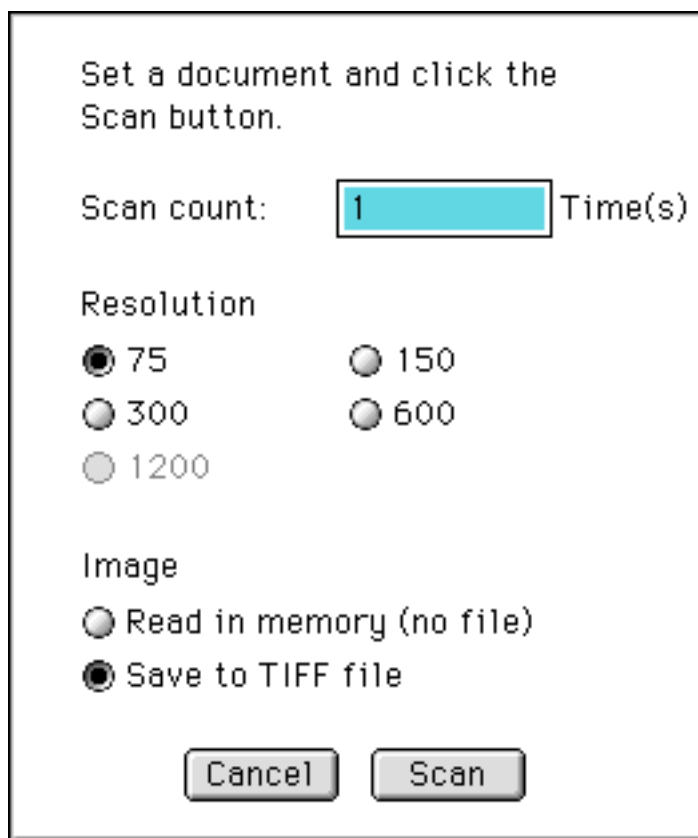 Set a document and click the
Scan button.
Scan count: 1 Time(s)
Resolution
75 150
300 600
1200
Image
Read in memory (no file)
Save to TIFF file
Cancel Scan